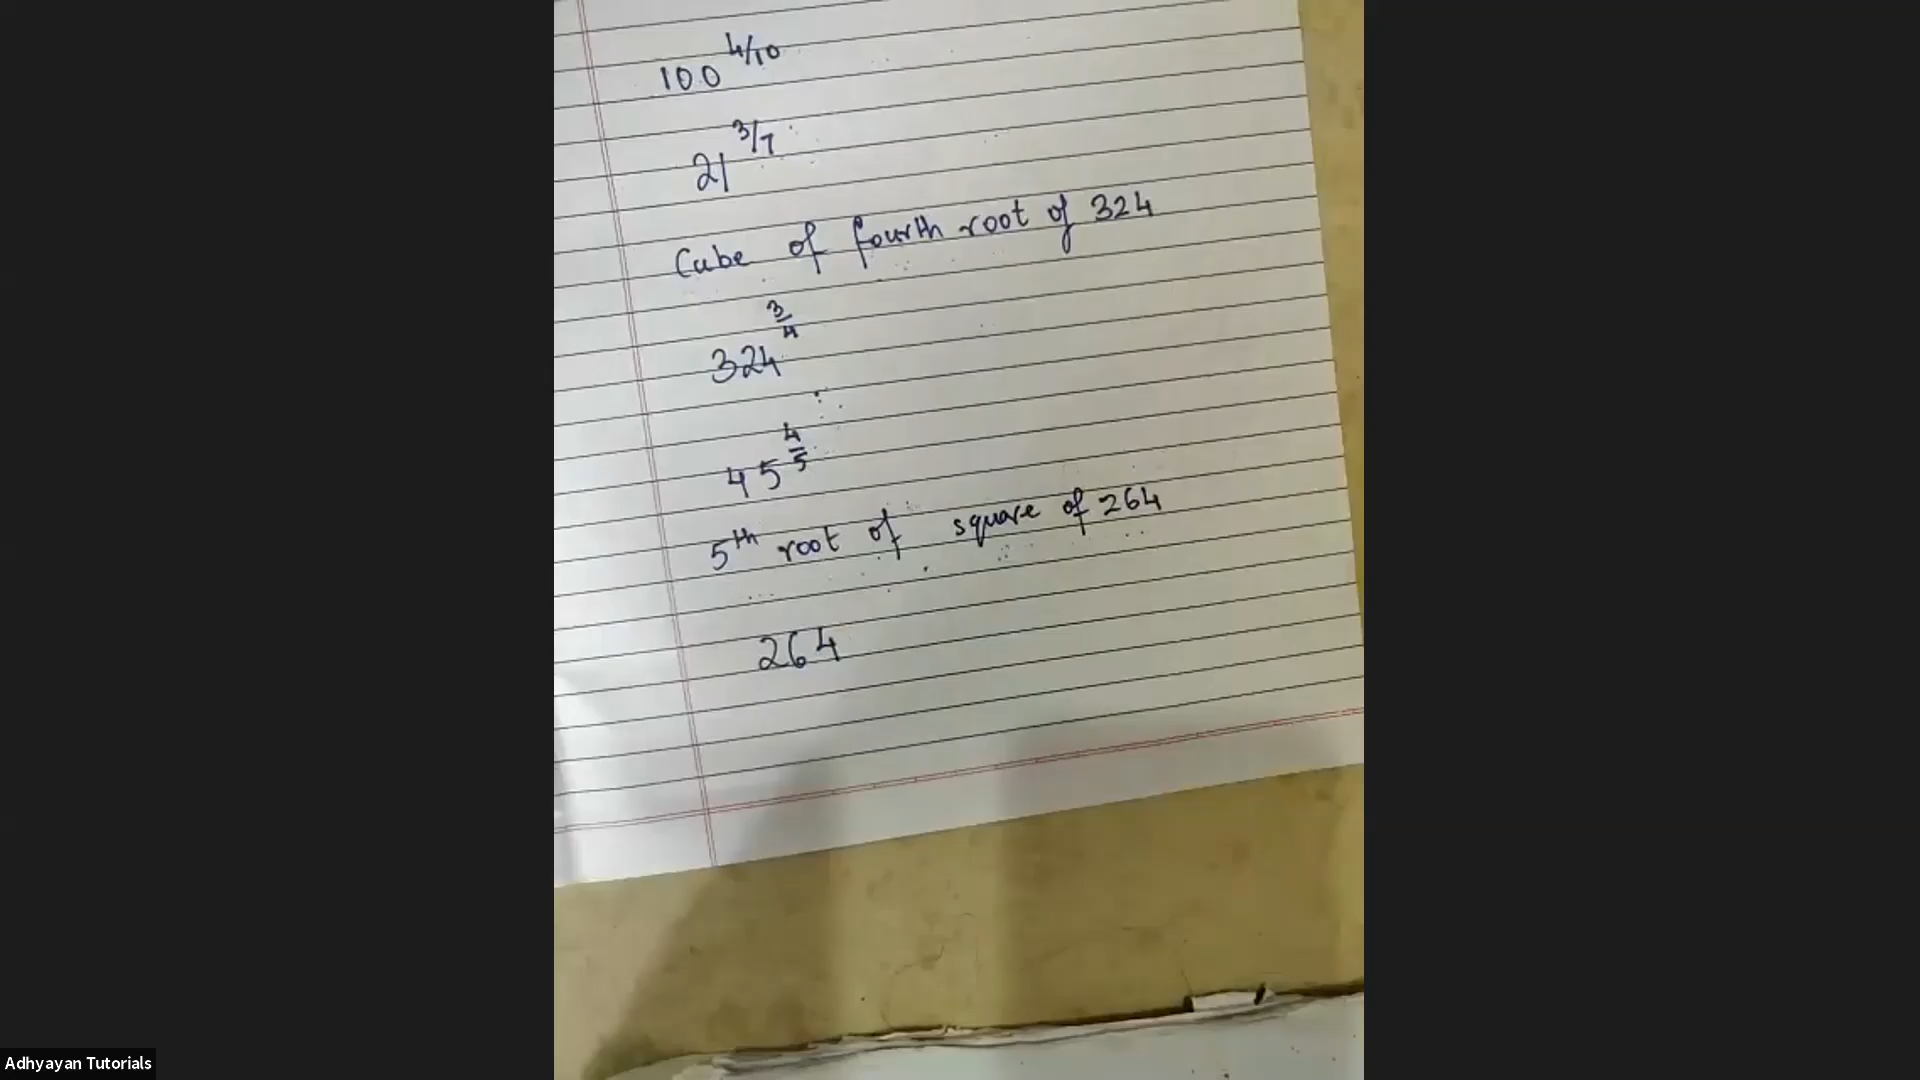 100^4/10
21^3/7
Cube of fourth root of 324
324^3/4
45^4/5
5th root of square of 264
264
Adhyayan Tutorials